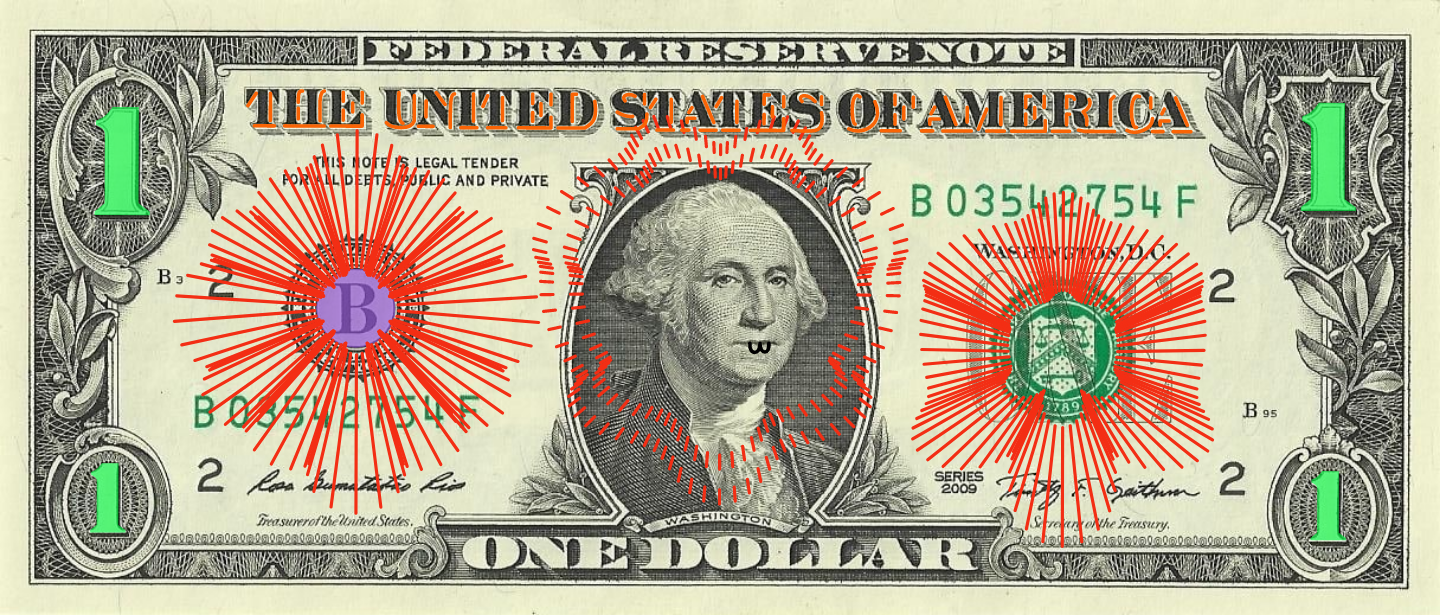 FEDERAL RESERVE NOTE
THE UNITED STATES OF AMERICA
1
1
THIS NOTE IS LEGAL TENDER
FOR ALL DEBTS, PUBLIC AND PRIVATE
B 03542754 F
WASHINGTON, D.C.
B 3
2
2
B
ω
1789
B 03542754 F
B 95
2
Rosa Gumataotao Rios
SERIES
2009
Timothy F. Geithner
2
1
1
Treasurer of the United States.
WASHINGTON
Secretary of the Treasury.
ONE DOLLAR